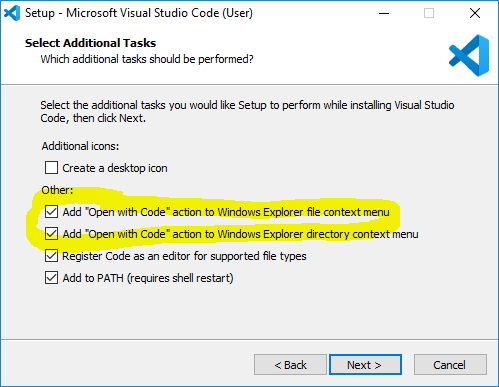 Setup - Microsoft Visual Studio Code (User)
Select Additional Tasks
Which additional tasks should be performed?
Select the additional tasks you would like Setup to perform while installing Visual Studio
Code, then click Next.
Additional icons:
Create a desktop icon
Other:
Add "Open with Code" action to Windows Explorer file context menu
Add "Open with Code" action to Windows Explorer directory context menu
Register Code as an editor for supported file types
Add to PATH (requires shell restart)
< Back
Next >
Cancel